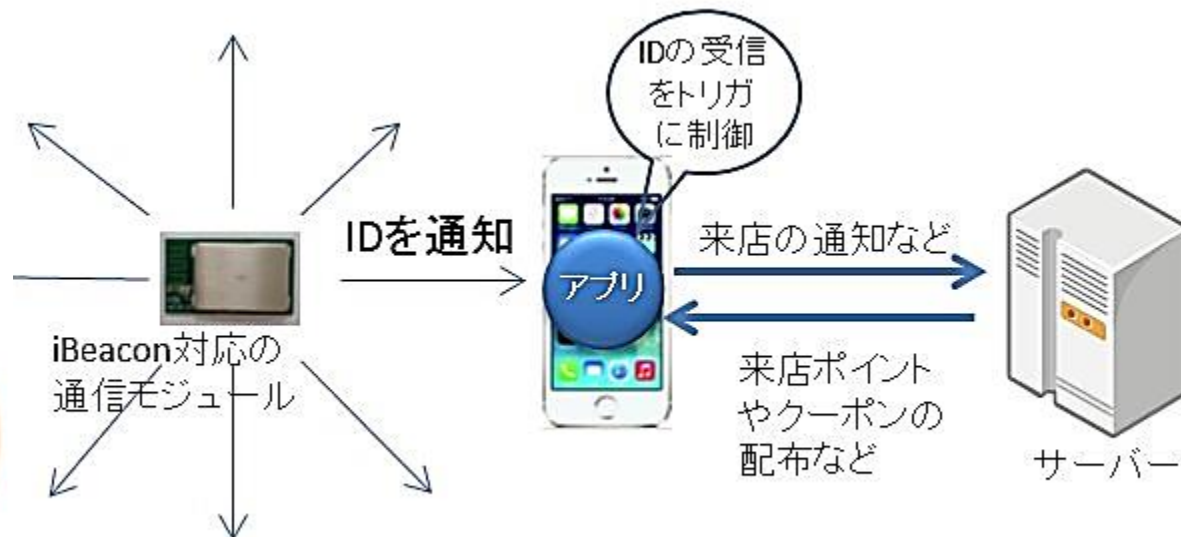 IDの受信
をトリガ
に制御
IDを通知
アプリ
来店の通知など
iBeacon対応の
通信モジュール
来店ポイント
やクーポンの
配布など
サーバー